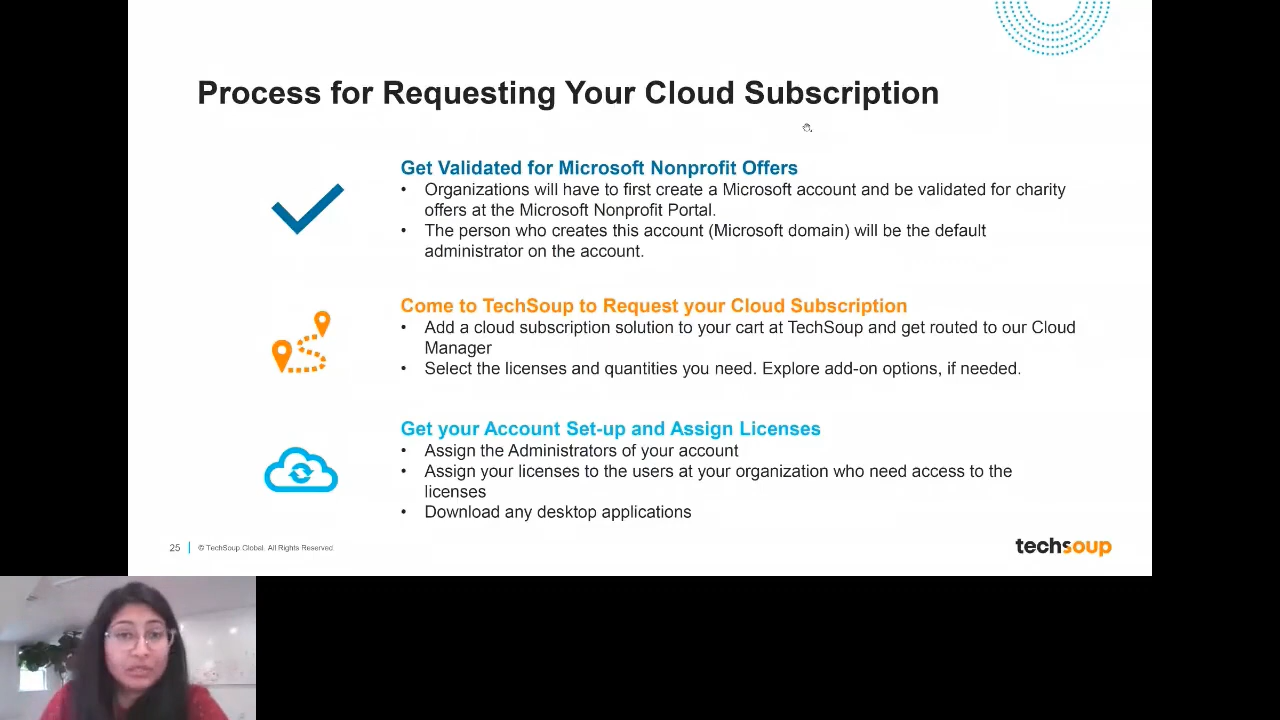 Process for Requesting Your Cloud Subscription
Get Validated for Microsoft Nonprofit Offers
• Organizations will have to first create a Microsoft account and be validated for charity
offers at the Microsoft Nonprofit Portal.
• The person who creates this account (Microsoft domain) will be the default
administrator on the account.
Come to TechSoup to Request your Cloud Subscription
• Add a cloud subscription solution to your cart at TechSoup and get routed to our Cloud
Manager
• Select the licenses and quantities you need. Explore add-on options, if needed.
Get your Account Set-up and Assign Licenses
• Assign the Administrators of your account
• Assign your licenses to the users at your organization who need access to the
licenses
• Download any desktop applications
25 | © TechSoup Global. All Rights Reserved.
techsoup